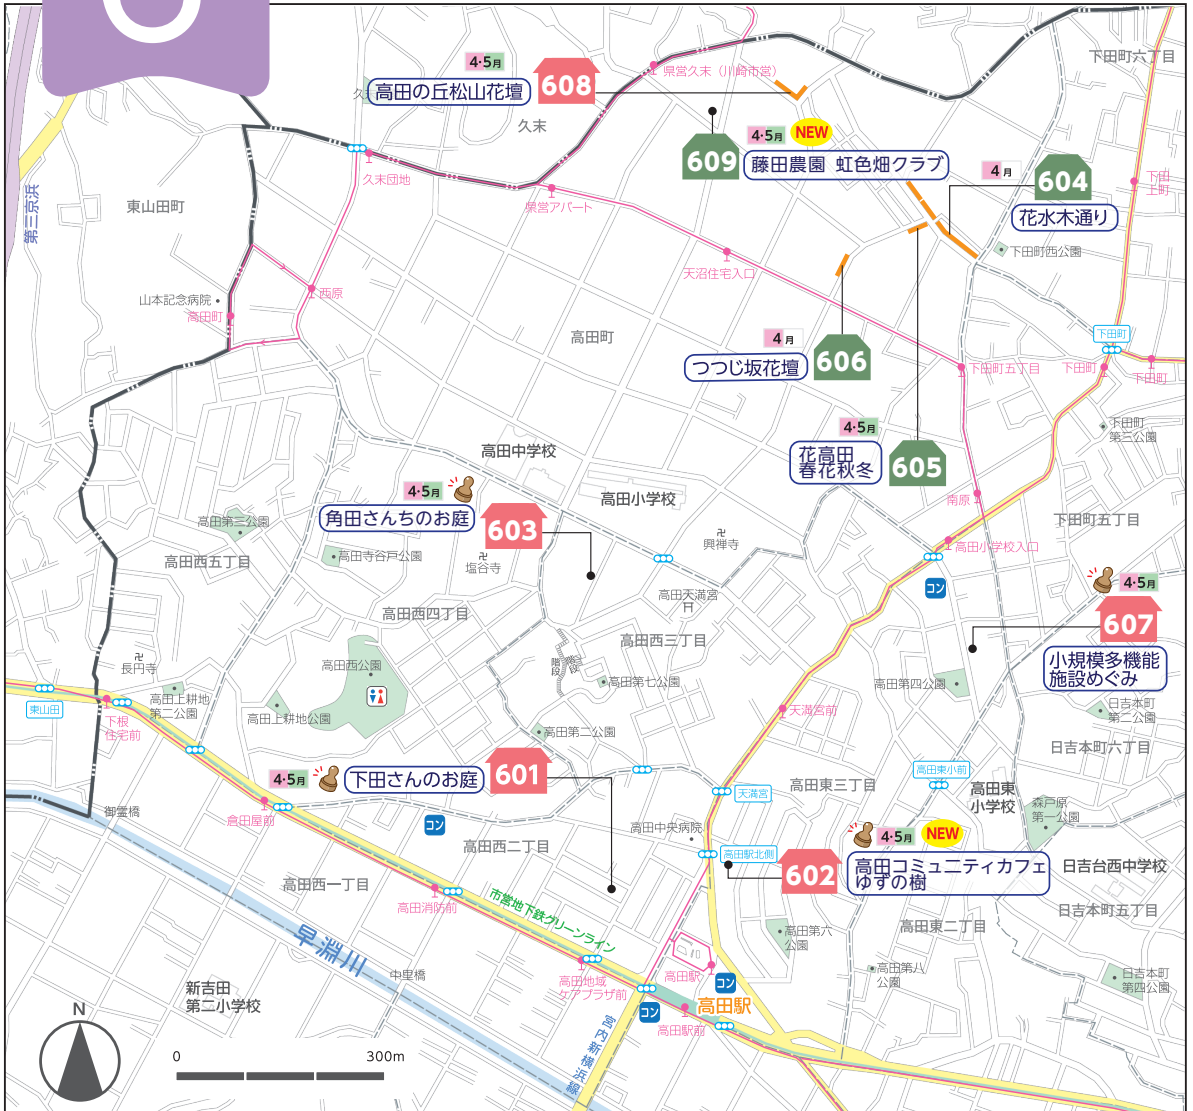 下田町六丁目
4・5月
608
県営久末（川崎市営）
高田の丘松山花壇
久
久末
4・5月
NEW
609
藤田農園 虹色畑クラブ
4月
604
花水木通り
下田
上町
久末団地
県営アパート
東山田町
第三京浜
下田町西公園
天沼住宅入口
西原
山本記念病院
高田町
高田町
4月
606
つつじ坂花壇
下田町
下田町五丁目
下田町
下田町
下田町
第三公園
4・5月
花高田
春花秋冬
605
高田中学校
高田小学校
4・5月
角田さんちのお庭
603
南原
下田町五丁目
高田第三公園
高田西五丁目
高田寺谷戸公園
卍
塩谷寺
卍
興禅寺
高田小学校入口
コン
高田天満宮
4・5月
607
小規模多機能
施設めぐみ
高田西四丁目
高田西三丁目
階段
階段
高田西公園
高田第七公園
卍
長円寺
高田上耕地
第二公園
高田上耕地公園
高田第四公園
日吉本町
第二公園
東山田
下根
住宅前
天満宮前
高田第二公園
日吉本町六丁目
4・5月
下田さんのお庭
601
高田東三丁目
高田東小前
高田東
小学校
天満宮
森戸原
第一公園
御霊橋
倉田屋前
コン
高田中央病院
4・5月
NEW
高田西二丁目
高田駅北側
602
高田コミュニティカフェ
ゆずの樹
日吉台西中学校
高田西一丁目
高田消防前
市営地下鉄グリーンライン
日吉本町五丁目
高田東二丁目
高田第六
公園
早渕川
中里橋
高田地域
ケアプラザ前
高田駅
高田第八
公園
日吉本町
第四公園
コン
新吉田
第二小学校
コン
高田駅
高田駅前
宮内新横浜線
N
0
300m